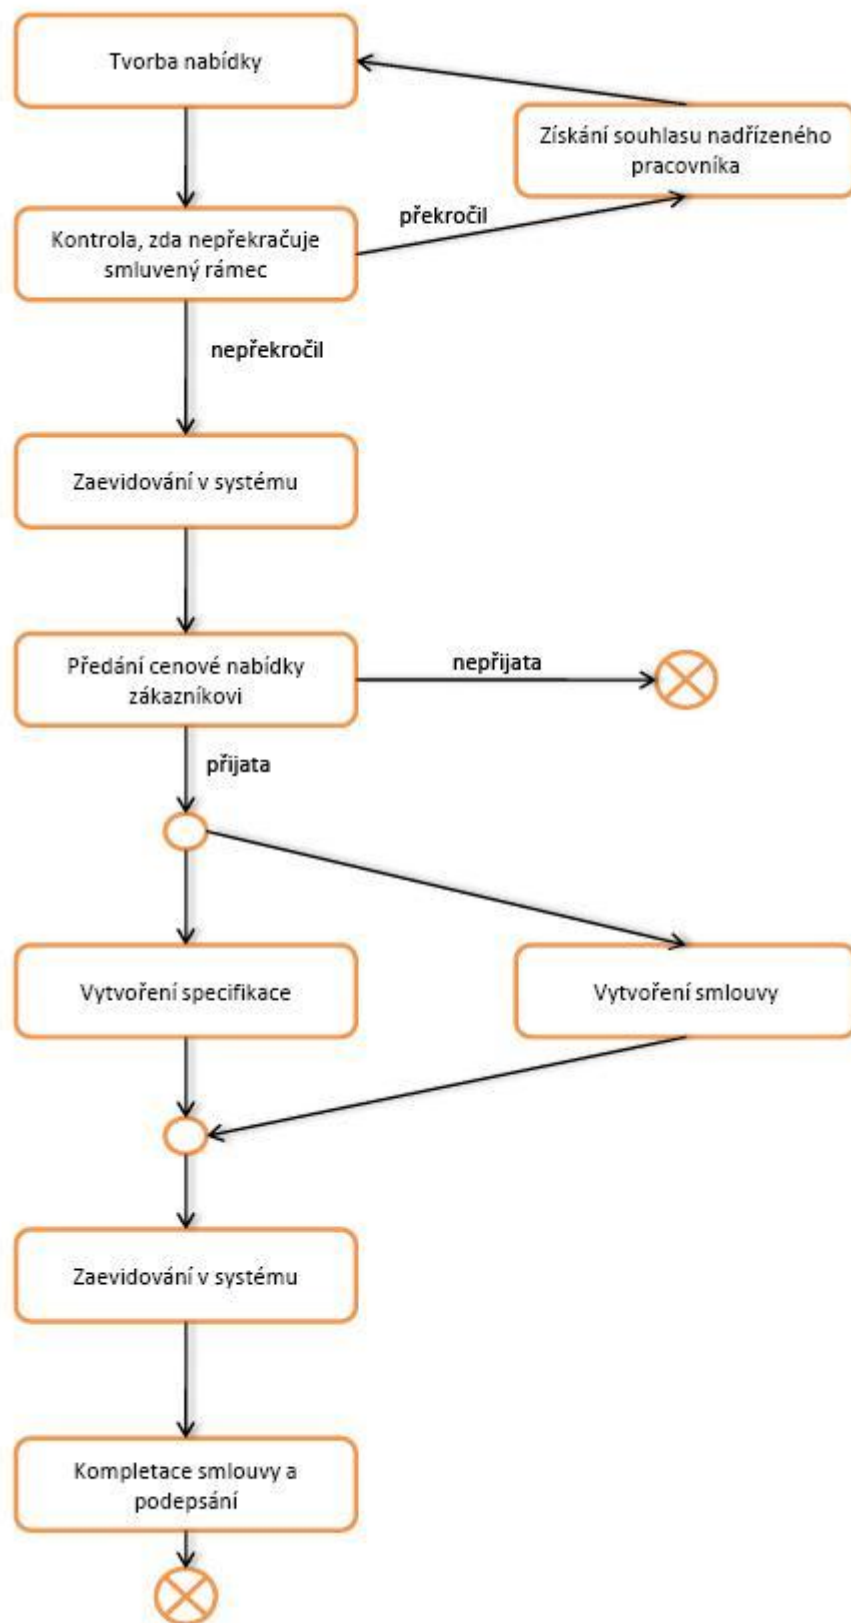 Tvorba nabídky
Získání souhlasu nadřízeného
pracovníka
překročil
Kontrola, zda nepřekračuje
smluvený rámec
nepřekročil
Zaevidování v systému
Předání cenové nabídky
zákazníkovi
nepřijata
přijata
Vytvoření specifikace
Vytvoření smlouvy
Zaevidování v systému
Kompletace smlouvy a
podepsání